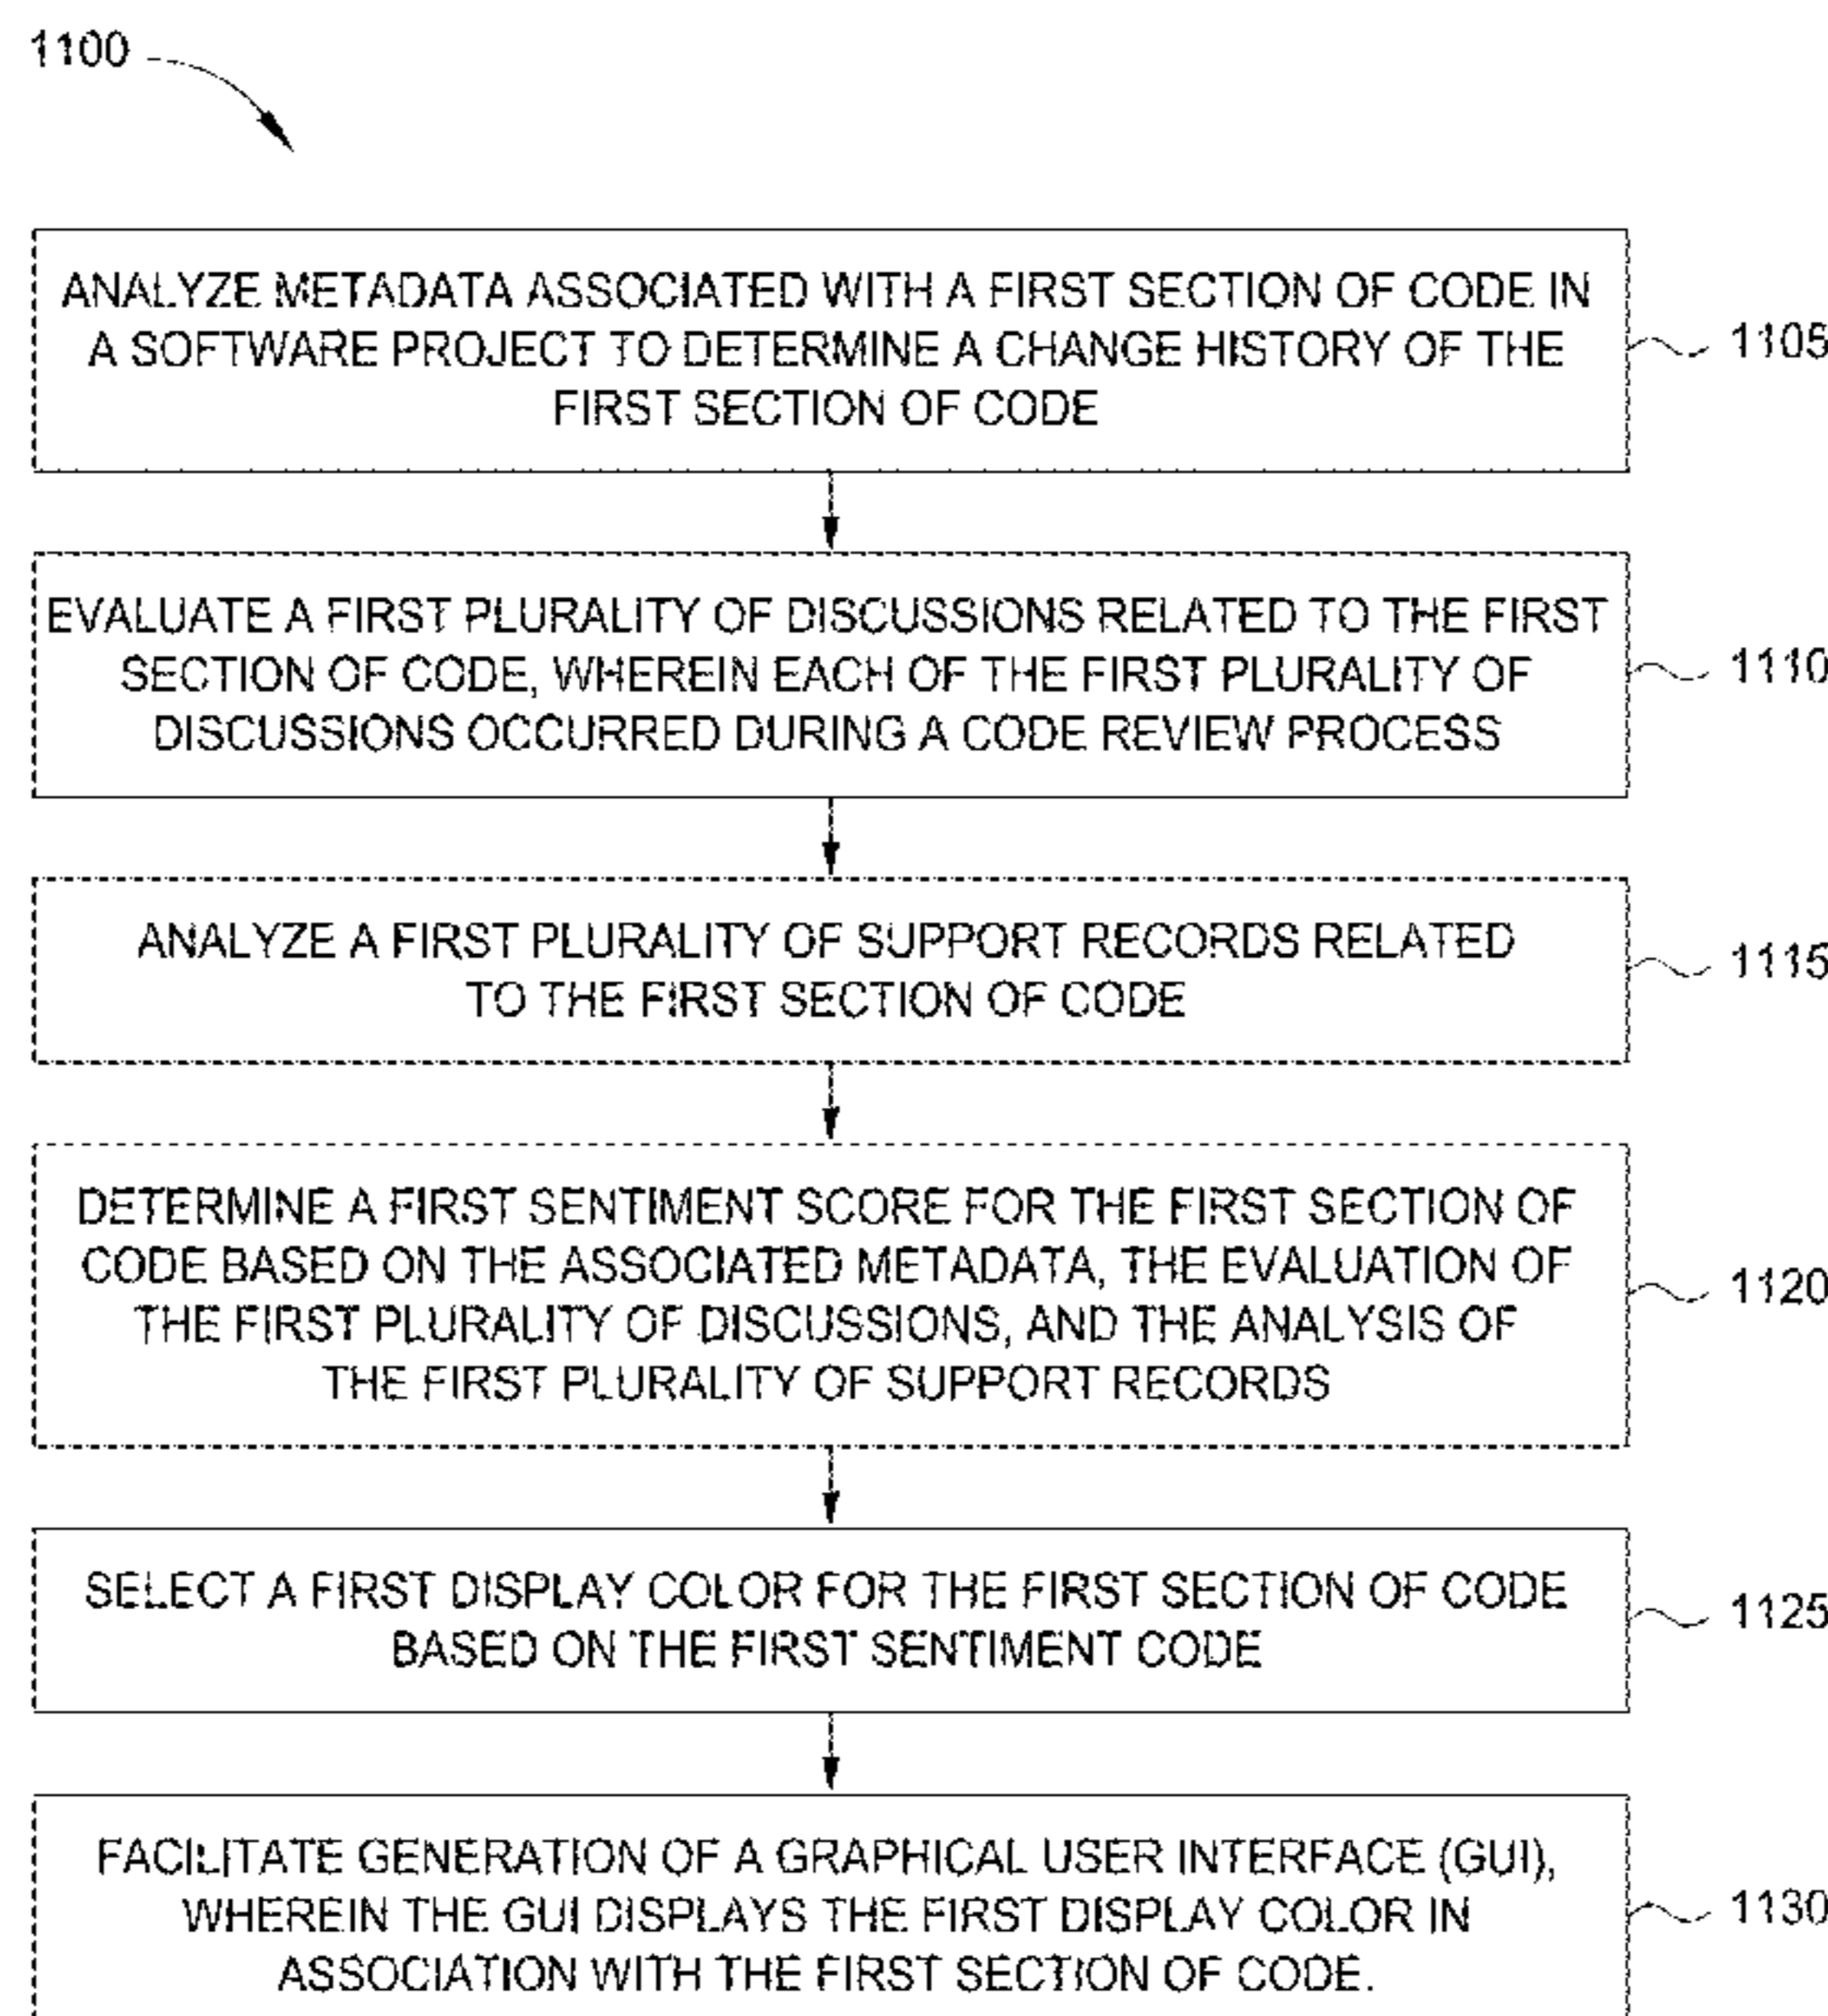 1100
ANALYZE METADATA ASSOCIATED WITH A FIRST SECTION OF CODE IN
A SOFTWARE PROJECT TO DETERMINE A CHANGE HISTORY OF THE
FIRST SECTION OF CODE
1105
EVALUATE A FIRST PLURALITY OF DISCUSSIONS RELATED TO THE FIRST
SECTION OF CODE, WHEREIN EACH OF THE FIRST PLURALITY OF
DISCUSSIONS OCCURRED DURING A CODE REVIEW PROCESS
1110
ANALYZE A FIRST PLURALITY OF SUPPORT RECORDS RELATED
TO THE FIRST SECTION OF CODE
1115
DETERMINE A FIRST SENTIMENT SCORE FOR THE FIRST SECTION OF
CODE BASED ON THE ASSOCIATED METADATA, THE EVALUATION OF
THE FIRST PLURALITY OF DISCUSSIONS, AND THE ANALYSIS OF
THE FIRST PLURALITY OF SUPPORT RECORDS
1120
SELECT A FIRST DISPLAY COLOR FOR THE FIRST SECTION OF CODE
BASED ON THE FIRST SENTIMENT CODE
1125
FACILITATE GENERATION OF A GRAPHICAL USER INTERFACE (GUI),
WHEREIN THE GUI DISPLAYS THE FIRST DISPLAY COLOR IN
ASSOCIATION WITH THE FIRST SECTION OF CODE.
1130